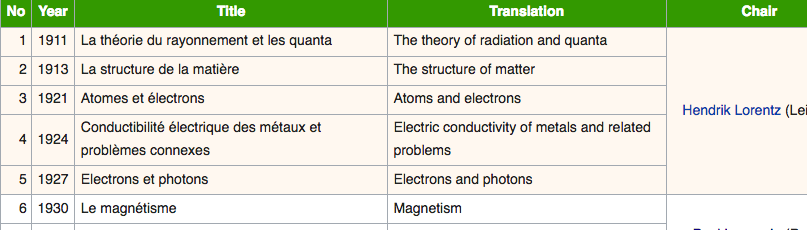 No Year Title Translation Chair
1 1911 La théorie du rayonnement et les quanta The theory of radiation and quanta
2 1913 La structure de la matière The structure of matter
3 1921 Atomes et électrons Atoms and electrons
Hendrik Lorentz (Lei
4 1924 Conductibilité électrique des métaux et problèmes connexes Electric conductivity of metals and related problems
5 1927 Electrons et photons Electrons and photons
6 1930 Le magnétisme Magnetism